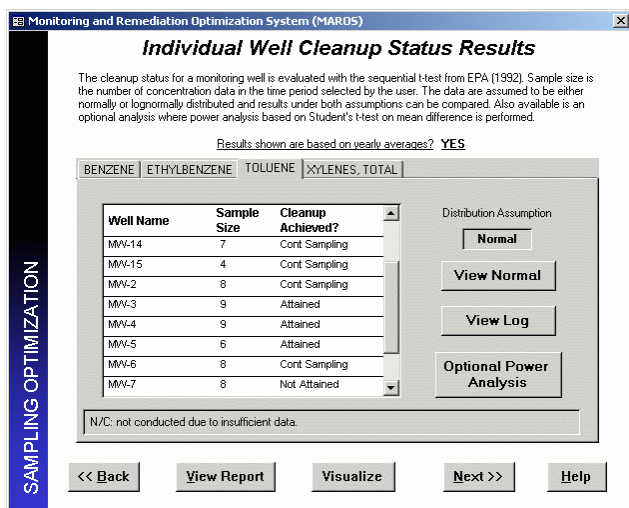 Monitoring and Remediation Optimization System (MAROS)
Individual Well Cleanup Status Results
The cleanup status for a monitoring well is evaluated with the sequential t-test from EPA (1992). Sample size is
the number of concentration data in the time period selected by the user. The data are assumed to be either
normally or lognormally distributed and results under both assumptions can be compared. Also available is an
optional analysis where power analysis based on Student's t-test on mean difference is performed.
Results shown are based on yearly averages? YES
BENZENE ETHYLBENZENE TOLUENE XYLENES, TOTAL
Well Name Sample Size Cleanup Achieved?
MW-14 7 Cont Sampling
MW-15 4 Cont Sampling
MW-2 8 Cont Sampling
MW-3 9 Attained
MW-4 9 Attained
MW-5 6 Attained
MW-6 8 Cont Sampling
MW-7 8 Not Attained
Distribution Assumption
Normal
View Normal
View Log
Optional Power
Analysis
N/C: not conducted due to insufficient data.
SAMPLING OPTIMIZATION
<< Back View Report Visualize Next >> Help